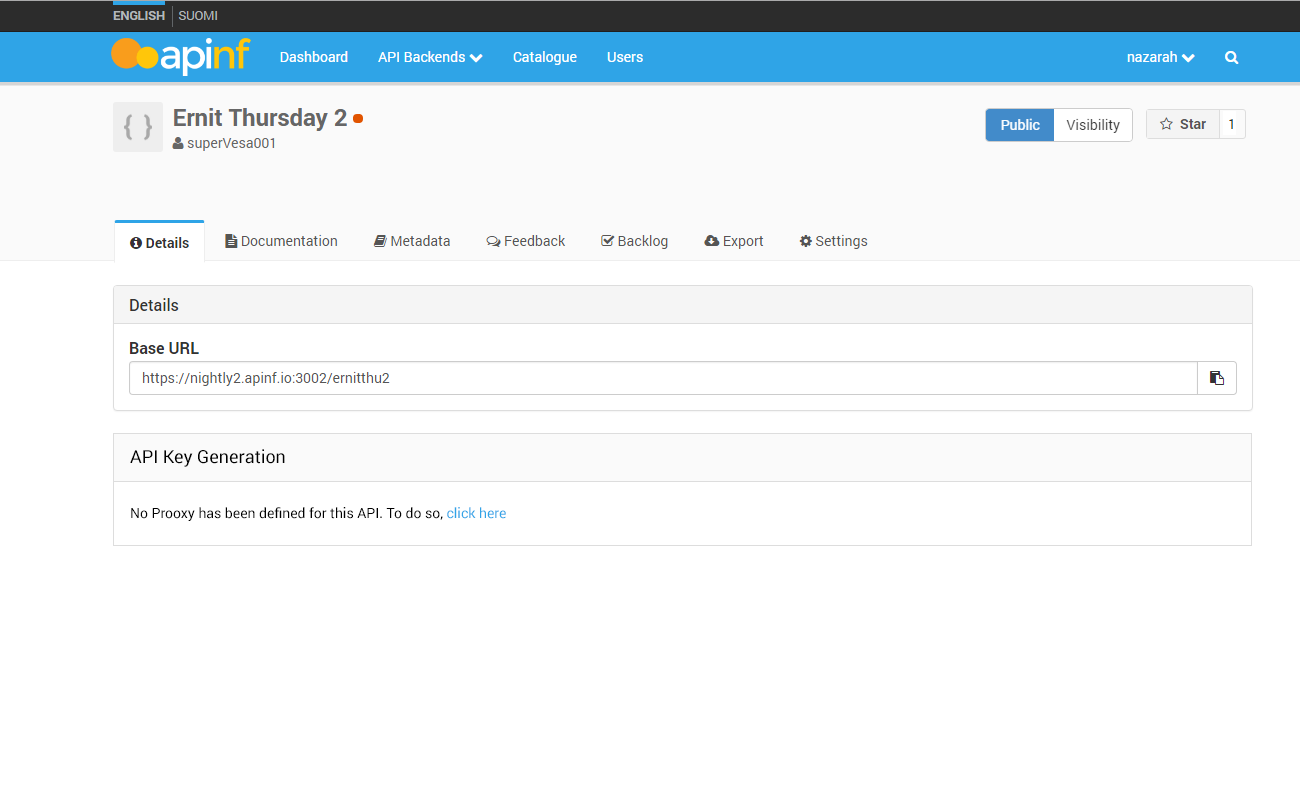 ENGLISH SUOMI
apinf Dashboard API Backends Catalogue Users nazarah
{ } Ernit Thursday 2
superVesa001
Public Visibility Star 1
Details Documentation Metadata Feedback Backlog Export Settings
Details
Base URL
https://nightly2.apinf.io:3002/ernitthu2
API Key Generation
No Prooxy has been defined for this API. To do so, click here